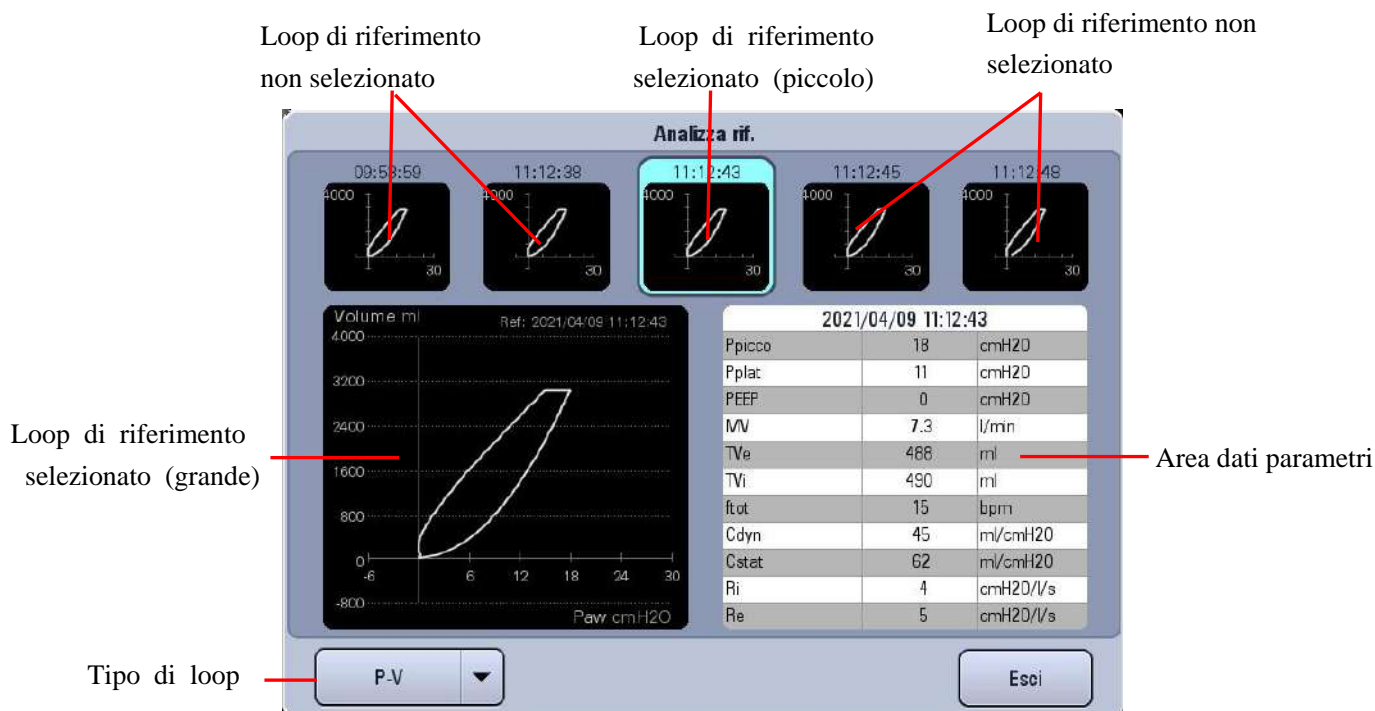 Loop di riferimento
non selezionato
Loop di riferimento
selezionato (piccolo)
Loop di riferimento non
selezionato
Analizza rif.
09:58:59
11:12:38
11:12:43
11:12:45
11:12:48
4000
30
4000
30
4000
30
4000
30
4000
30
Volume ml
Ref: 2021/04/09 11:12:43
4000
3200
2400
1600
800
0
-6
6
12
18
24
30
-800
Paw cmH2O
2021/04/09 11:12:43
Ppicco 18 cmH2O
Pplat 11 cmH2O
PEEP 0 cmH2O
MV 7.3 l/min
TVe 488 ml
TVi 490 ml
ftot 15 bpm
Cdyn 45 ml/cmH2O
Cstat 62 ml/cmH2O
Ri 4 cmH2O/l/s
Re 5 cmH2O/l/s
Loop di riferimento
selezionato (grande)
Area dati parametri
Tipo di loop
P-V
Esci